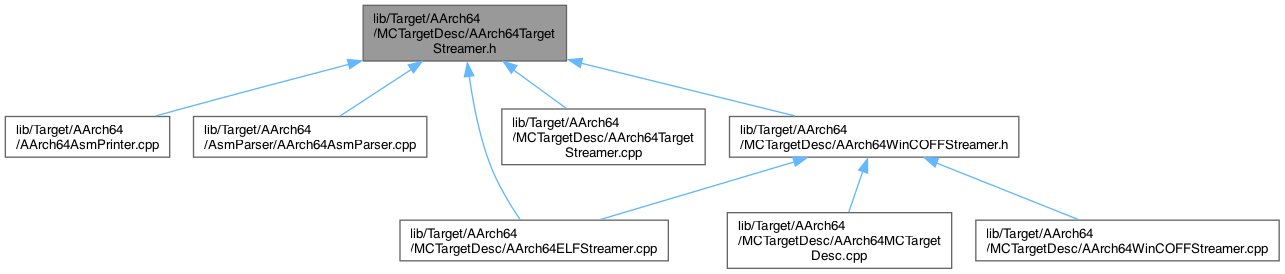 lib/Target/AArch64
/MCTargetDesc/AArch64Target
Streamer.h
lib/Target/AArch64
/AArch64AsmPrinter.cpp
lib/Target/AArch64
/AsmParser/AArch64AsmParser.cpp
lib/Target/AArch64
/MCTargetDesc/AArch64Target
Streamer.cpp
lib/Target/AArch64
/MCTargetDesc/AArch64WinCOFFStreamer.h
lib/Target/AArch64
/MCTargetDesc/AArch64ELFStreamer.cpp
lib/Target/AArch64
/MCTargetDesc/AArch64MCTarget
Desc.cpp
lib/Target/AArch64
/MCTargetDesc/AArch64WinCOFFStreamer.cpp